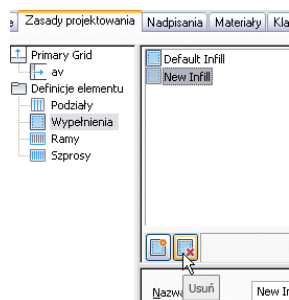 Zasady projektowania Nadpisania Materiały
Primary Grid
av
Definicje elementu
Podziały
Wypełnienia
Ramy
Szprosy
Default Infill
New Infill
Usuń
New